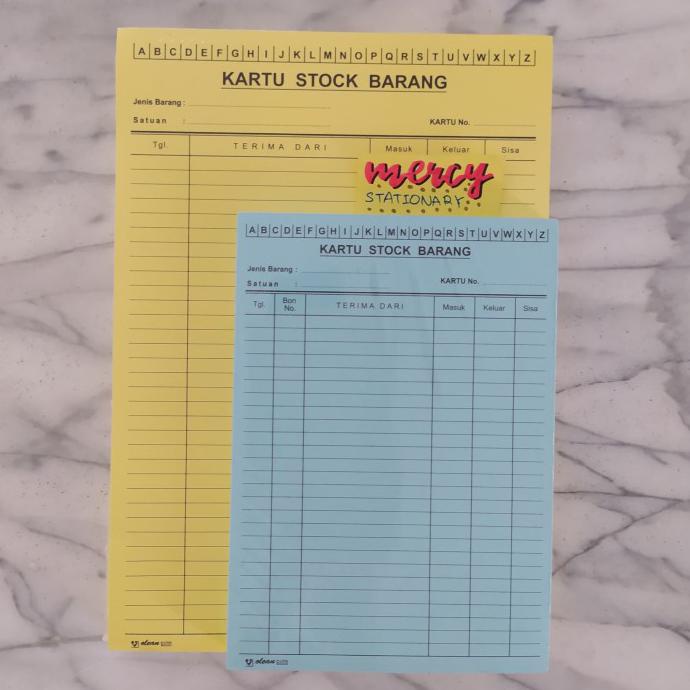 A B C D E F G H I J K L M N O P Q R S T U V W X Y Z
KARTU STOCK BARANG
Jenis Barang :
Satuan :
KARTU No.
Tgl. TERIMA DARI Masuk Keluar Sisa
mercy
STATIONARY
A B C D E F G H I J K L M N O P Q R S T U V W X Y Z
KARTU STOCK BARANG
Jenis Barang :
Satuan :
KARTU No.
Tgl. Bon No. TERIMA DARI Masuk Keluar Sisa
olean
olean